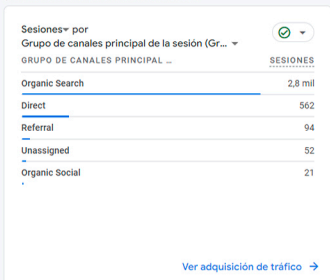 Sesiones por
Grupo de canales principal de la sesión (Gr...
GRUPO DE CANALES PRINCIPAL ... SESIONES
Organic Search 2,8 mil
Direct 562
Referral 94
Unassigned 52
Organic Social 21
Ver adquisición de tráfico